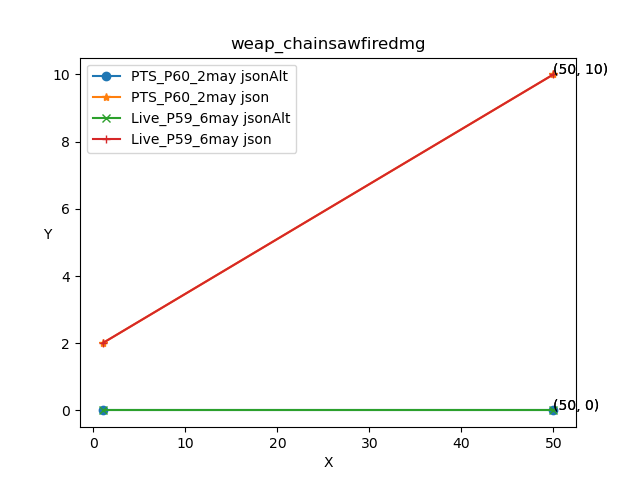 weap_chainsawfiredmg
PTS_P60_2may jsonAlt
PTS_P60_2may json
Live_P59_6may jsonAlt
Live_P59_6may json
(50, 10)
(50, 0)
10
8
6
4
2
0
Y
0 10 20 30 40 50
X